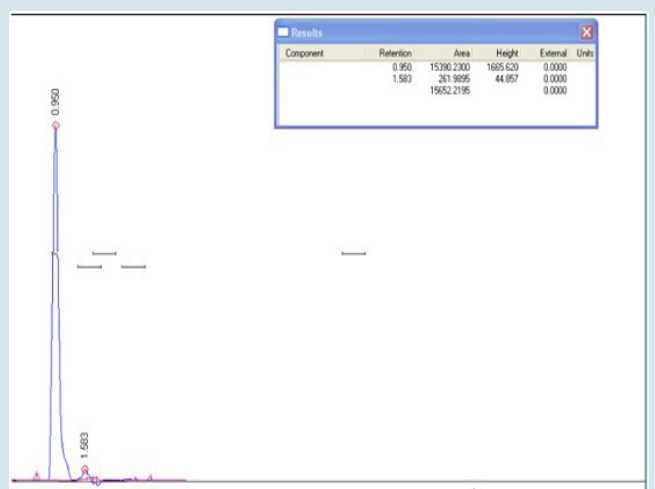 Results
Component Retention Area Height External Units
0.950 15390.2300 1665.620 0.0000
1.583 261.9895 44.857 0.0000
15652.2195 0.0000
0.950
1.583